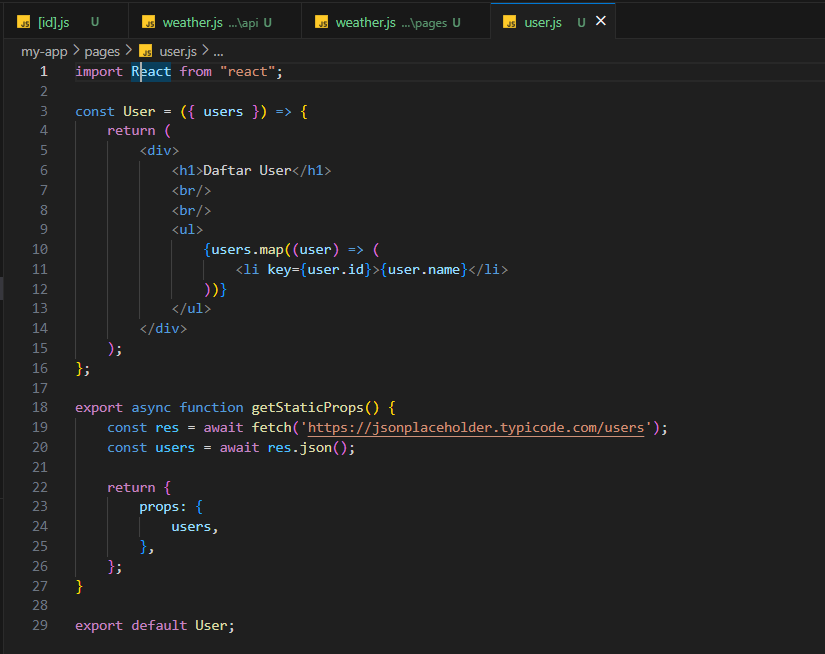 JS [id].js U JS weather.js ...\api U JS weather.js ...\pages U JS user.js U ✕
my-app > pages > JS user.js > ...
1 import React from "react";
2
3 const User = ({ users }) => {
4     return (
5         <div>
6             <h1>Daftar User</h1>
7             <br/>
8             <br/>
9             <ul>
10                 {users.map((user) => (
11                     <li key={user.id}>{user.name}</li>
12                 ))}
13             </ul>
14         </div>
15     );
16 };
17
18 export async function getStaticProps() {
19     const res = await fetch('https://jsonplaceholder.typicode.com/users');
20     const users = await res.json();
21
22     return {
23         props: {
24             users,
25         },
26     };
27 }
28
29 export default User;